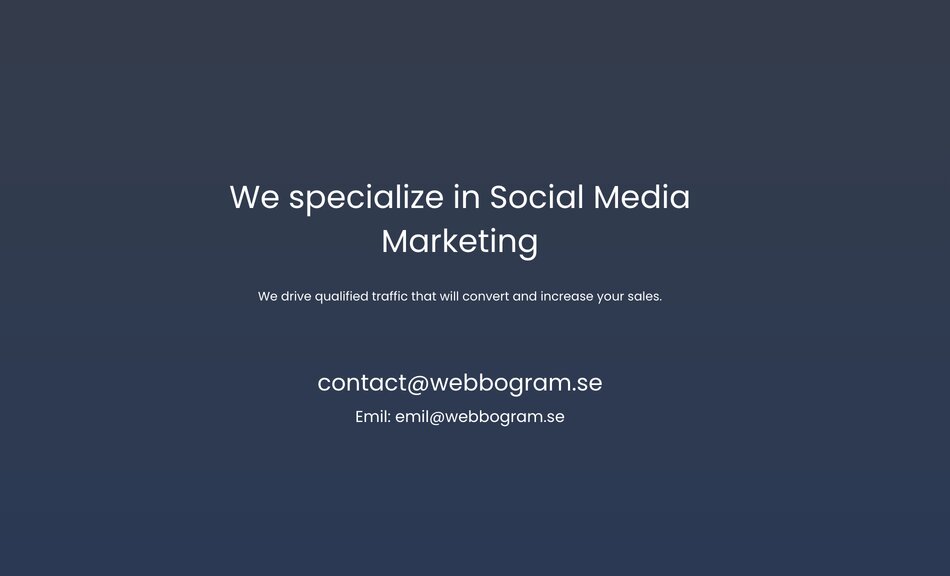 We specialize in Social Media
Marketing
We drive qualified traffic that will convert and increase your sales.
contact@webbogram.se
Emil: emil@webbogram.se